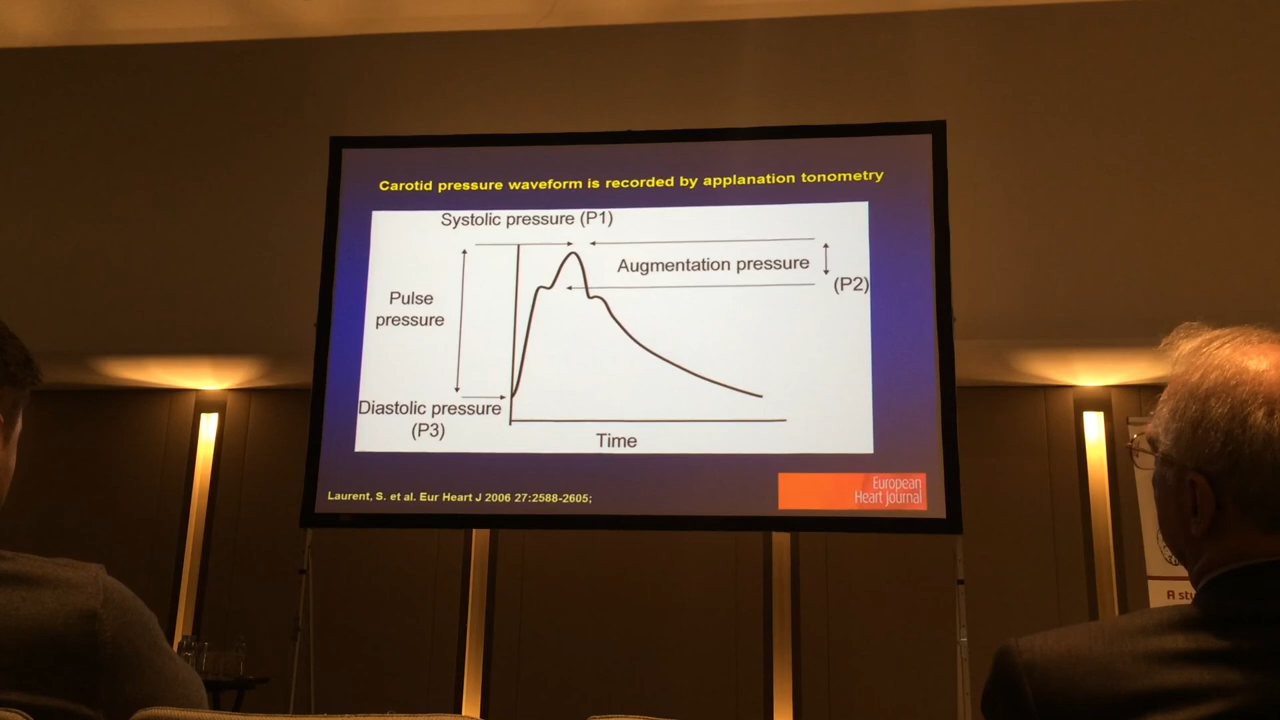 Carotid pressure waveform is recorded by applanation tonometry
Systolic pressure (P1)
Augmentation pressure
(P2)
Pulse
pressure
Diastolic pressure
(P3)
Time
Laurent, S. et al. Eur Heart J 2006 27:2588-2605;
European
Heart Journal
A